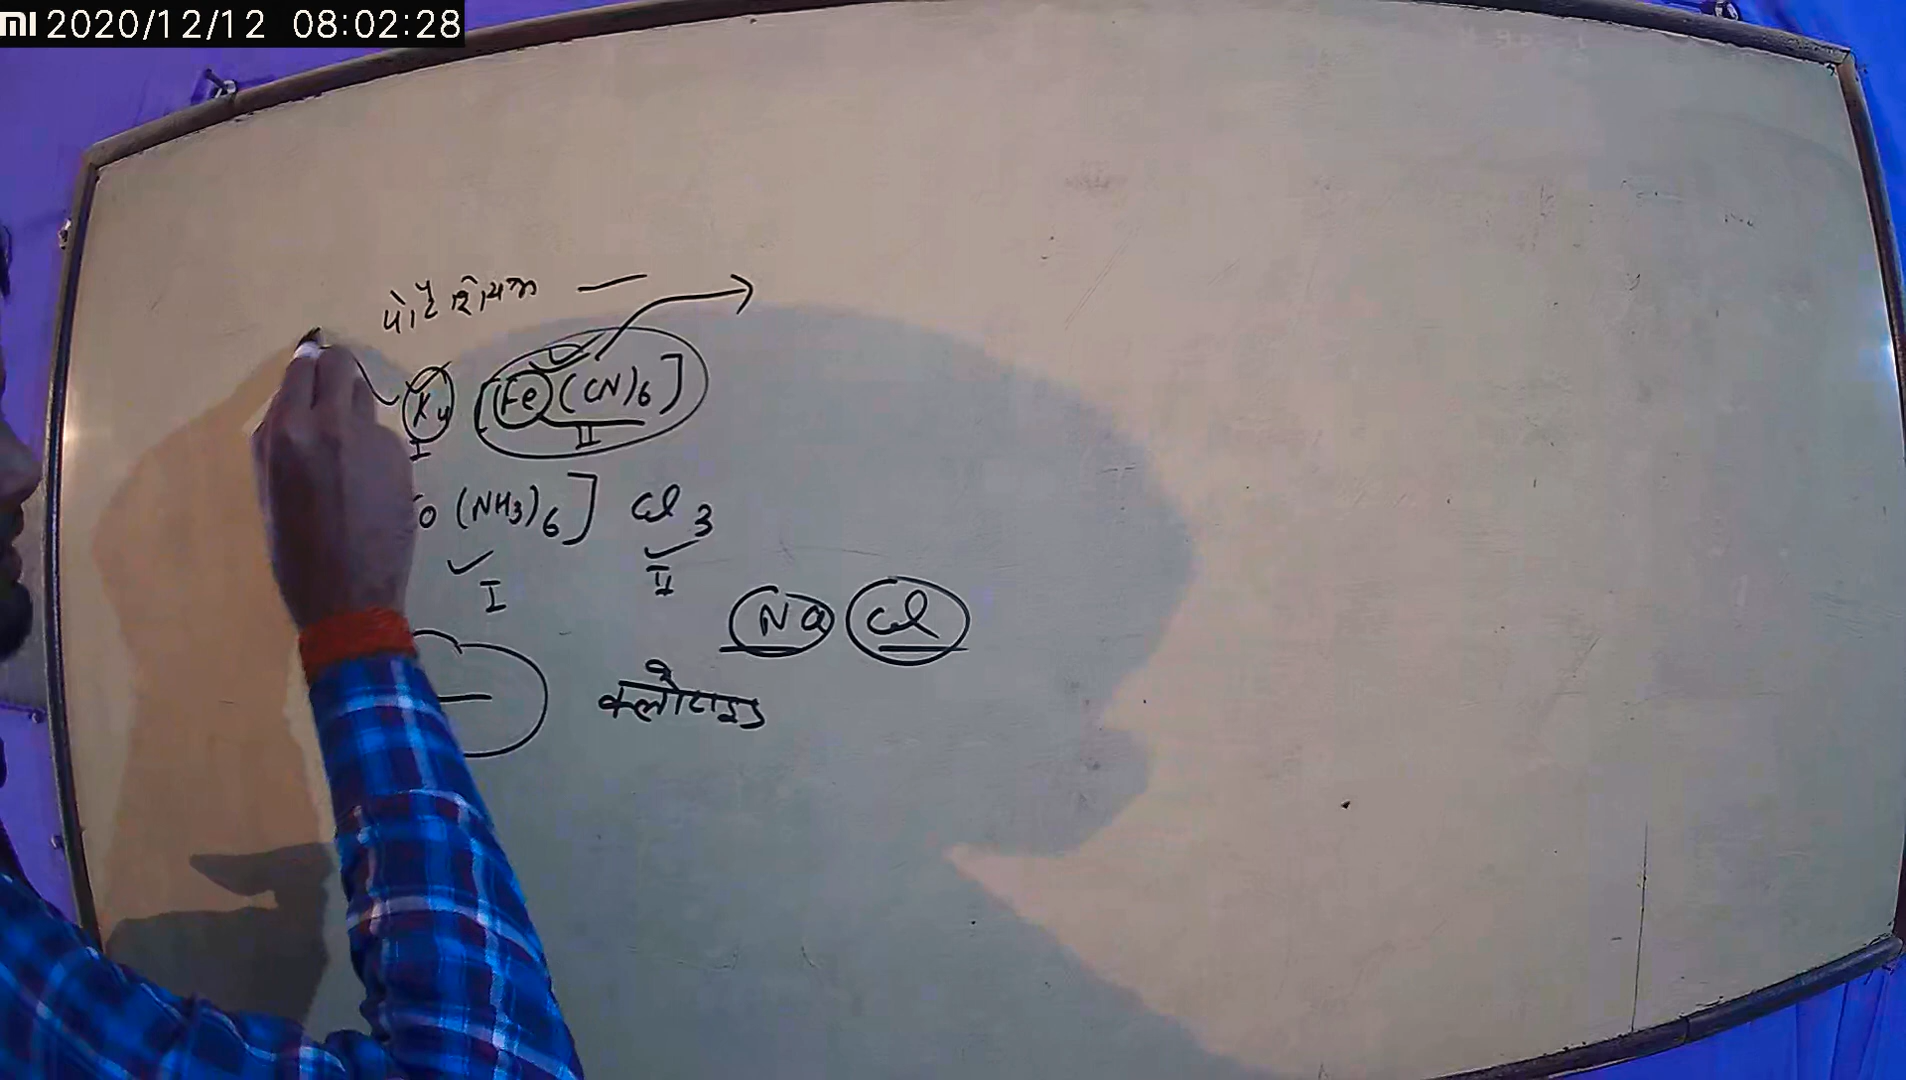 MI 2020/12/12 08:02:28
पोटैशियम —
K4 [Fe(CN)6]
I II
o (NH3)6] Cl3
I II
Na Cl
क्लोराइड